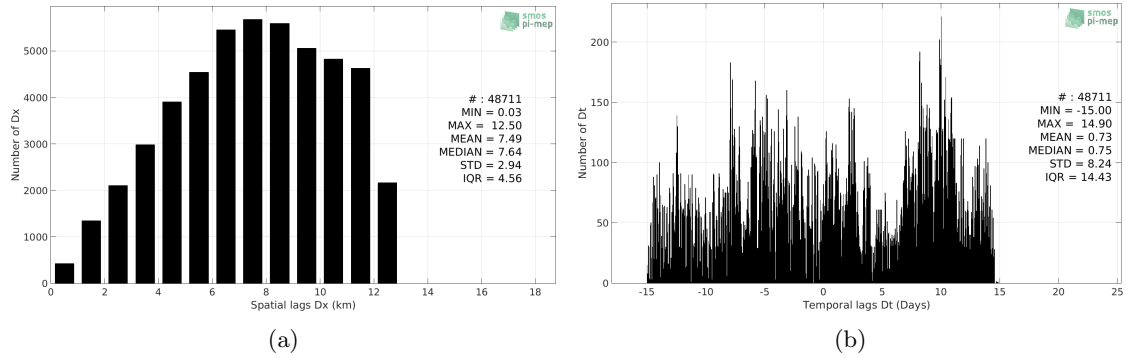 smos
pi-mep
5000
4000
3000
2000
1000
0
Number of Dx
# : 48711
MIN = 0.03
MAX = 12.50
MEAN = 7.49
MEDIAN = 7.64
STD = 2.94
IQR = 4.56
0 2 4 6 8 10 12 14 16 18
Spatial lags Dx (km)
(a)
smos
pi-mep
200
150
100
50
0
Number of Dt
# : 48711
MIN = -15.00
MAX = 14.90
MEAN = 0.73
MEDIAN = 0.75
STD = 8.24
IQR = 14.43
-15 -10 -5 0 5 10 15 20 25
Temporal lags Dt (Days)
(b)